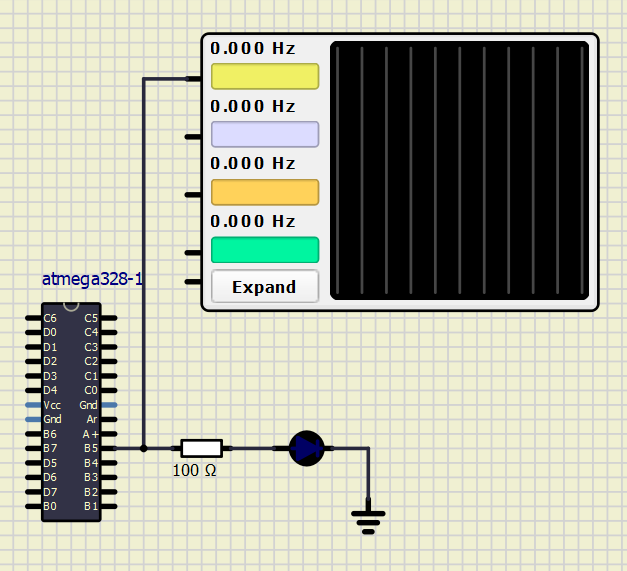 0.000 Hz
0.000 Hz
0.000 Hz
0.000 Hz
Expand
atmega328-1
C6 C5
D0 C4
D1 C3
D2 C2
D3 C1
D4 C0
Vcc Gnd
Gnd Ar
B6 A+
B7 B5
D5 B4
D6 B3
D7 B2
B0 B1
100 Ω